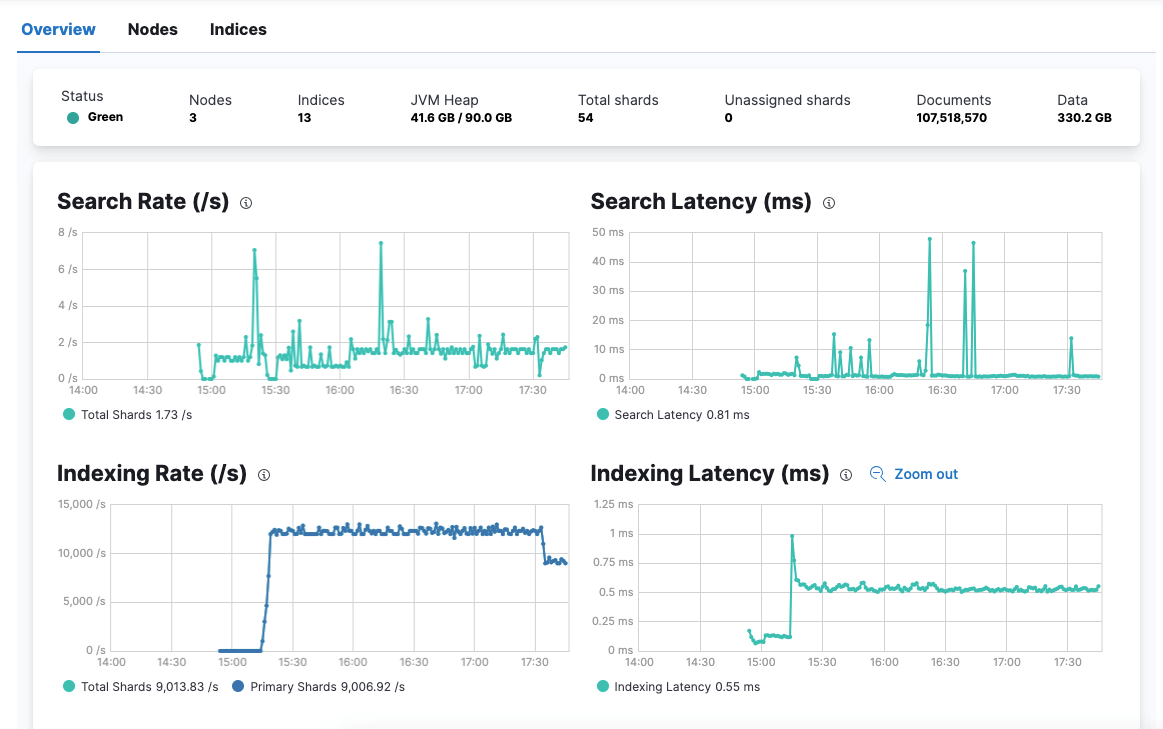 Overview Nodes Indices
Status Nodes Indices JVM Heap Total shards Unassigned shards Documents Data
Green 3 13 41.6 GB / 90.0 GB 54 0 107,518,570 330.2 GB
Search Rate (/s)
8 /s
6 /s
4 /s
2 /s
0 /s
14:00 14:30 15:00 15:30 16:00 16:30 17:00 17:30
Total Shards 1.73 /s
Search Latency (ms)
50 ms
40 ms
30 ms
20 ms
10 ms
0 ms
14:00 14:30 15:00 15:30 16:00 16:30 17:00 17:30
Search Latency 0.81 ms
Indexing Rate (/s)
15,000 /s
10,000 /s
5,000 /s
0 /s
14:00 14:30 15:00 15:30 16:00 16:30 17:00 17:30
Total Shards 9,013.83 /s Primary Shards 9,006.92 /s
Indexing Latency (ms) Zoom out
1.25 ms
1 ms
0.75 ms
0.5 ms
0.25 ms
0 ms
14:00 14:30 15:00 15:30 16:00 16:30 17:00 17:30
Indexing Latency 0.55 ms